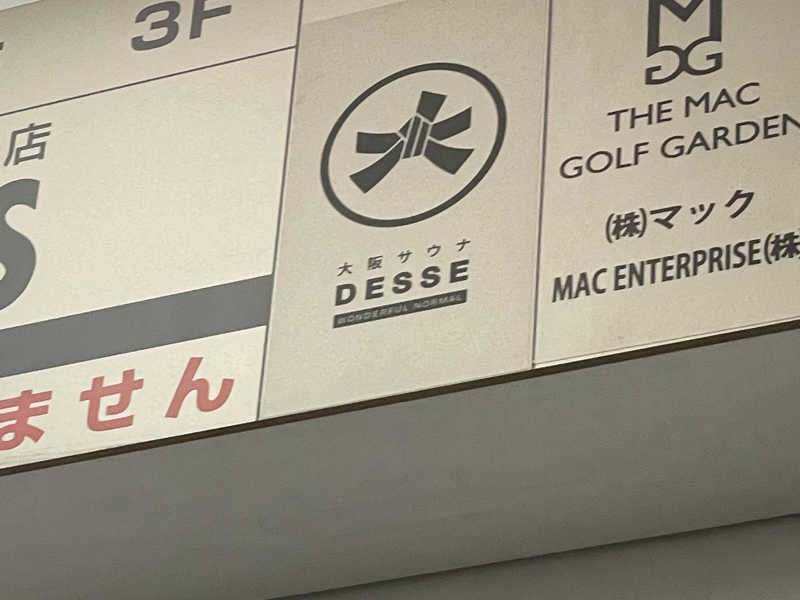 3F
店
S
ません
大阪サウナ
DESSE
WONDERFUL NORMAL
THE MAC
GOLF GARDEN
(株)マック
MAC ENTERPRISE(株)